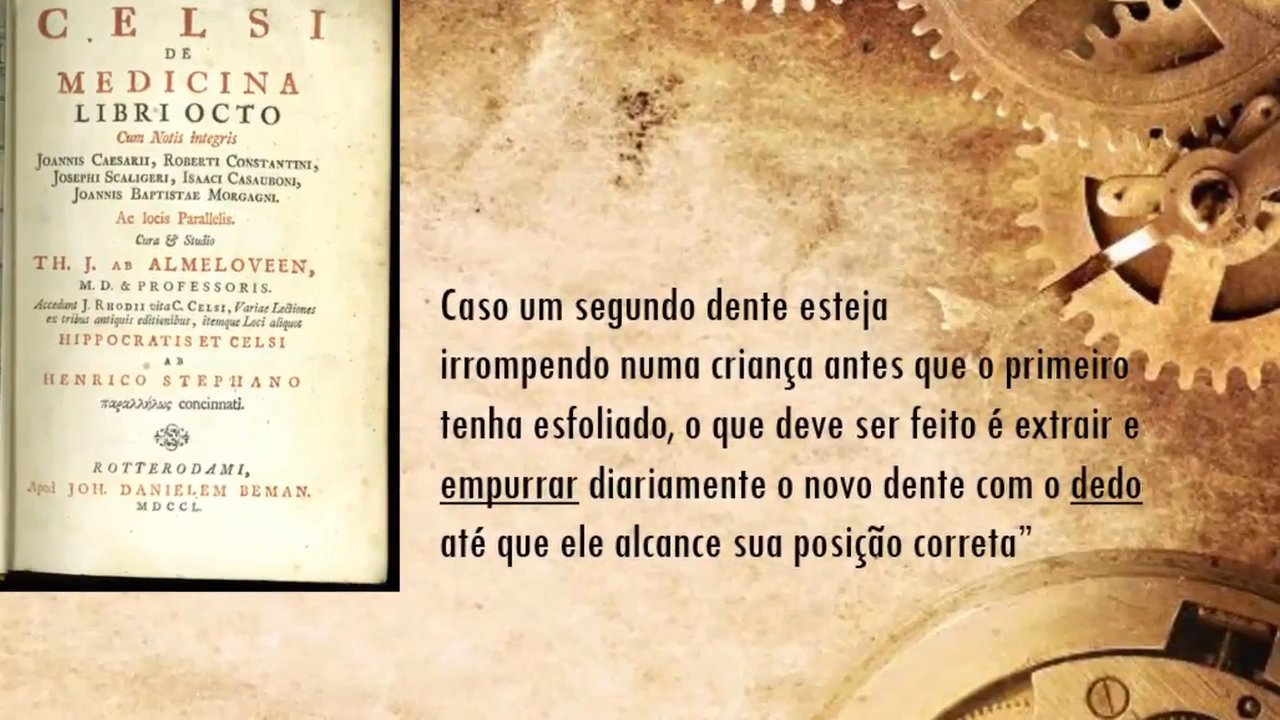 CELSI
DE
MEDICINA
LIBRI OCTO
Cum Notis integris
JOANNIS CAESARII, ROBERTI CONSTANTINI,
JOSEPHI SCALIGERI, ISAACI CASAUBONI,
JOANNIS BAPTISTAE MORGAGNI.
Ac locis Parallelis.
Cura & Studio
TH. J. AB ALMELOVEEN,
M. D. & PROFESSORIS.
Accedunt J. RHODII vita C. CELSI, Variae Lectiones
ex tribus antiquis editionibus, itemque Loci aliquot
HIPPOCRATIS ET CELSI
AB
HENRICO STEPHANO
παραλλήλως concinnati.
ROTTERODAMI,
Apud JOH. DANIELEM BEMAN.
MDCCL.
Caso um segundo dente esteja
irrompendo numa criança antes que o primeiro
tenha esfoliado, o que deve ser feito é extrair e
empurrar diariamente o novo dente com o dedo
até que ele alcance sua posição correta”